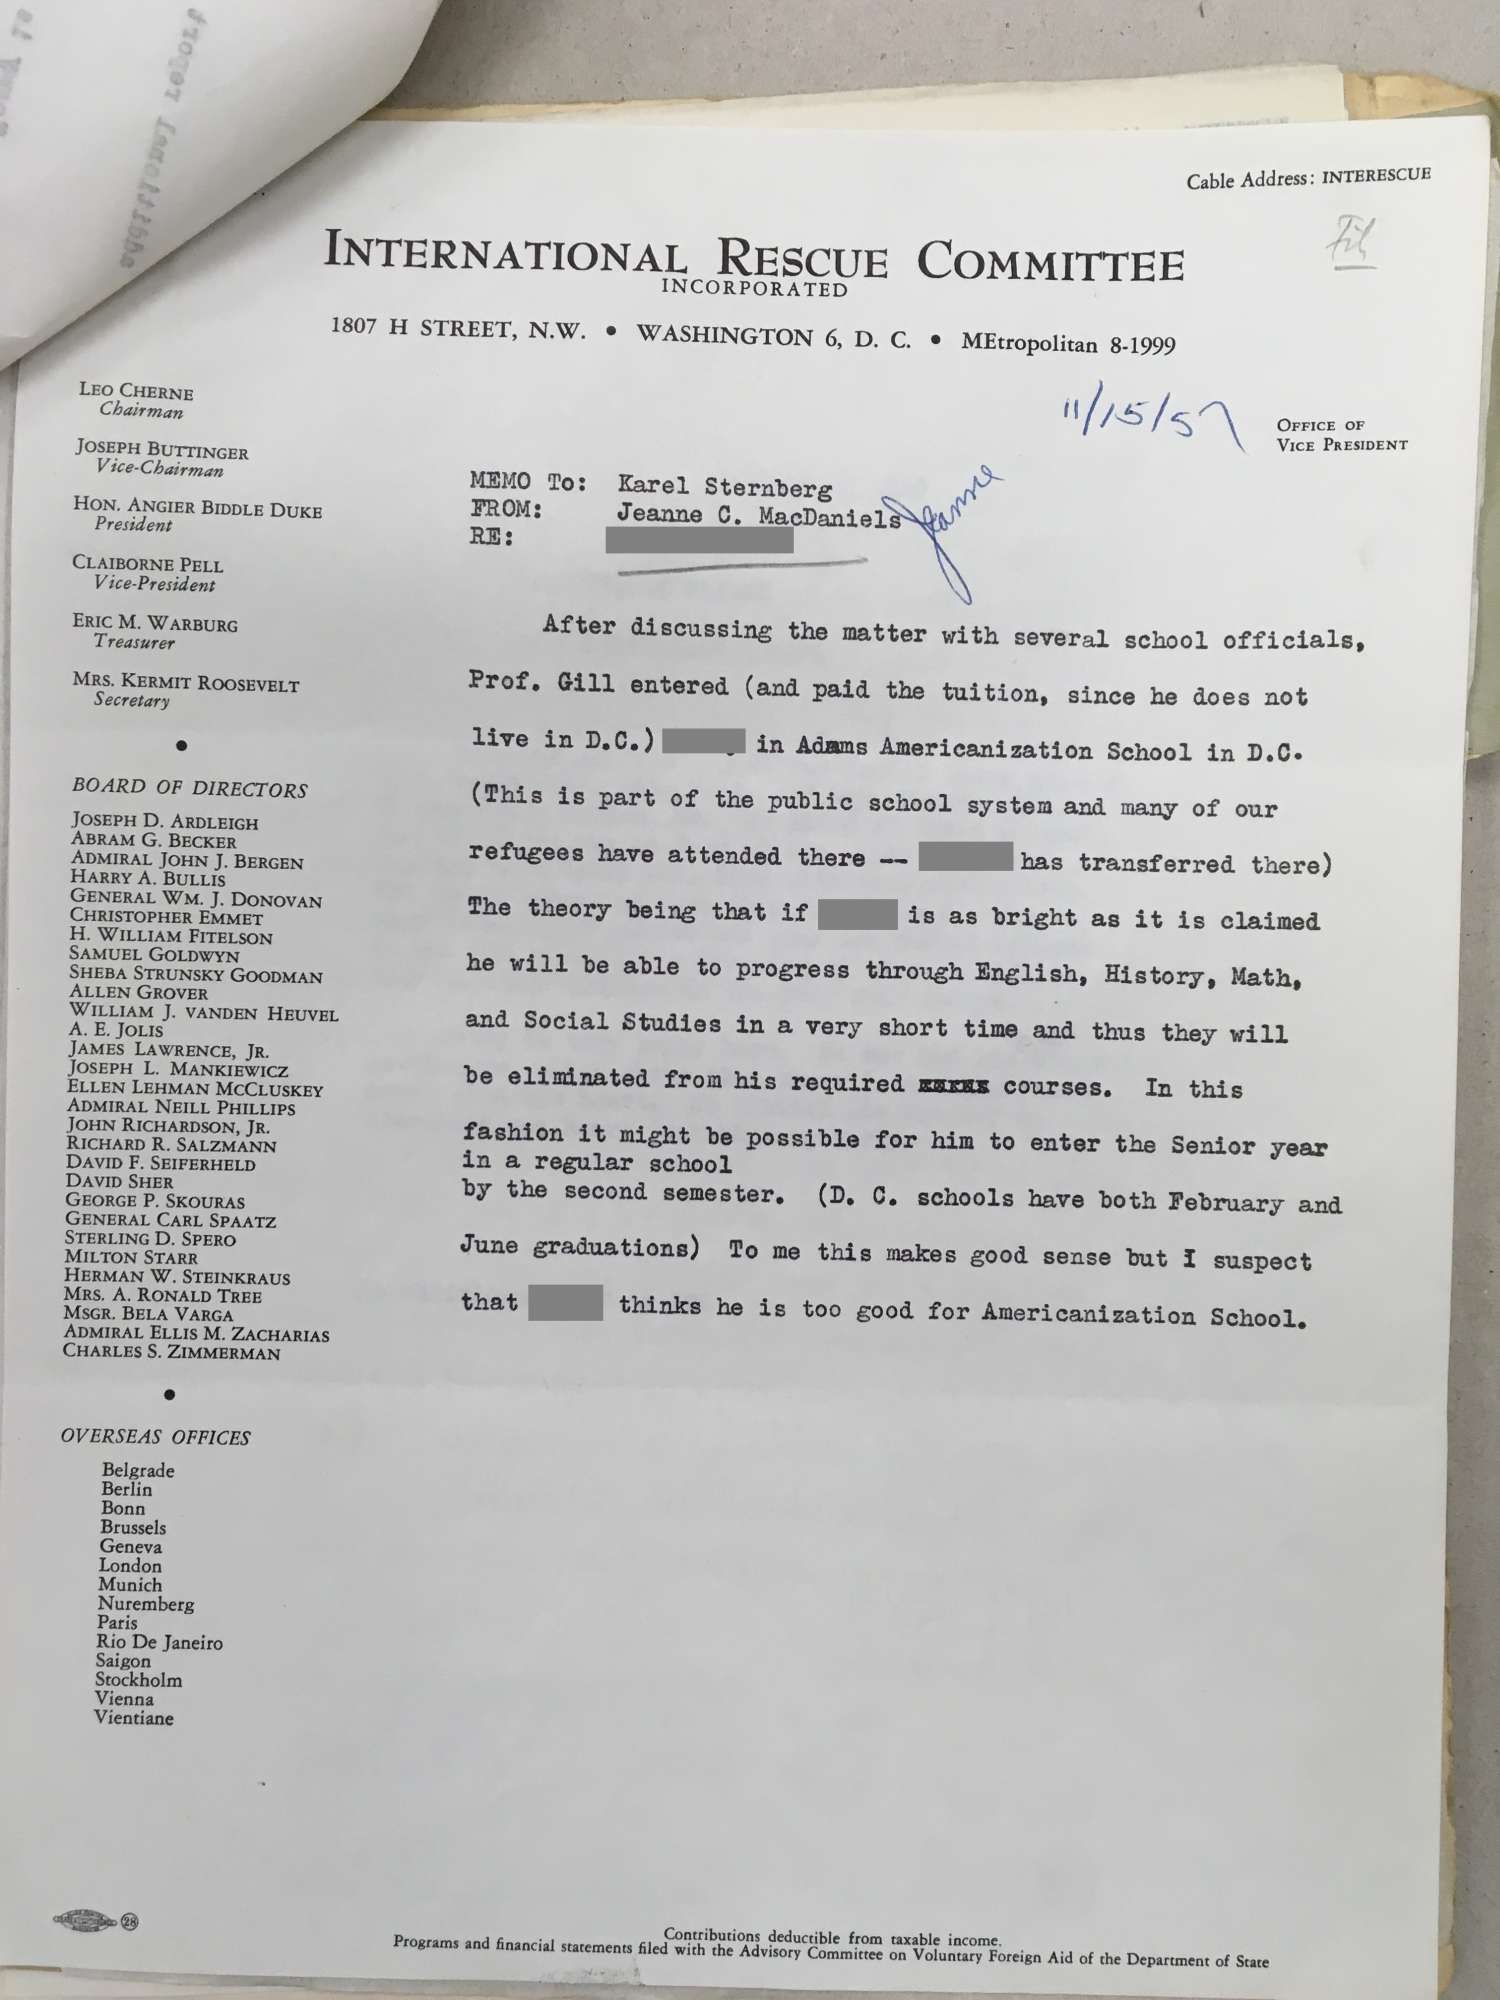 additional report
Cable Address: INTERESCUE
Fil
INTERNATIONAL RESCUE COMMITTEE
INCORPORATED
1807 H STREET, N.W. • WASHINGTON 6, D. C. • MEtropolitan 8-1999
11/15/57
OFFICE OF
VICE PRESIDENT
LEO CHERNE
Chairman
JOSEPH BUTTINGER
Vice-Chairman
HON. ANGIER BIDDLE DUKE
President
CLAIBORNE PELL
Vice-President
ERIC M. WARBURG
Treasurer
MRS. KERMIT ROOSEVELT
Secretary
•
BOARD OF DIRECTORS
JOSEPH D. ARDLEIGH
ABRAM G. BECKER
ADMIRAL JOHN J. BERGEN
HARRY A. BULLIS
GENERAL WM. J. DONOVAN
CHRISTOPHER EMMET
H. WILLIAM FITELSON
SAMUEL GOLDWYN
SHEBA STRUNSKY GOODMAN
ALLEN GROVER
WILLIAM J. VANDEN HEUVEL
A. E. JOLIS
JAMES LAWRENCE, JR.
JOSEPH L. MANKIEWICZ
ELLEN LEHMAN MCCLUSKEY
ADMIRAL NEILL PHILLIPS
JOHN RICHARDSON, JR.
RICHARD R. SALZMANN
DAVID F. SEIFERHELD
DAVID SHER
GEORGE P. SKOURAS
GENERAL CARL SPAATZ
STERLING D. SPERO
MILTON STARR
HERMAN W. STEINKRAUS
MRS. A. RONALD TREE
MSGR. BELA VARGA
ADMIRAL ELLIS M. ZACHARIAS
CHARLES S. ZIMMERMAN
•
OVERSEAS OFFICES
Belgrade
Berlin
Bonn
Brussels
Geneva
London
Munich
Nuremberg
Paris
Rio De Janeiro
Saigon
Stockholm
Vienna
Vientiane
MEMO To: Karel Sternberg
FROM: Jeanne C. MacDaniels Jeanne
RE:
After discussing the matter with several school officials,
Prof. Gill entered (and paid the tuition, since he does not
live in D.C.) in Adams Americanization School in D.C.
(This is part of the public school system and many of our
refugees have attended there -- has transferred there)
The theory being that if is as bright as it is claimed
he will be able to progress through English, History, Math,
and Social Studies in a very short time and thus they will
be eliminated from his required courses. In this
fashion it might be possible for him to enter the Senior year
in a regular school
by the second semester. (D. C. schools have both February and
June graduations) To me this makes good sense but I suspect
that thinks he is too good for Americanization School.
28
Contributions deductible from taxable income.
Programs and financial statements filed with the Advisory Committee on Voluntary Foreign Aid of the Department of State